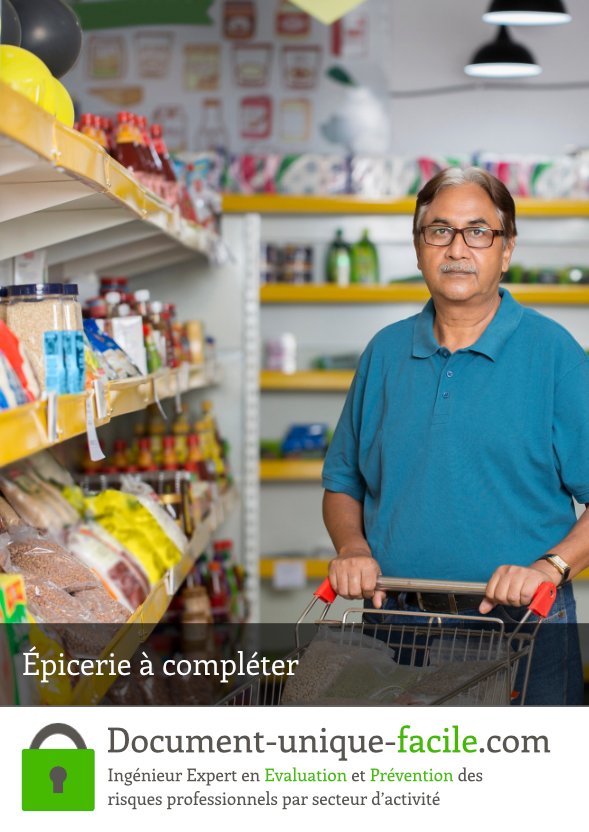 Épicerie à compléter
Document-unique-facile.com
Ingénieur Expert en Evaluation et Prévention des
risques professionnels par secteur d'activité